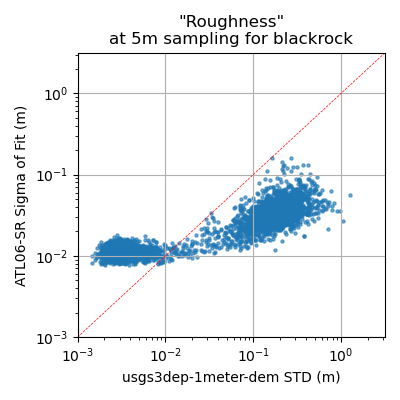 "Roughness"
at 5m sampling for blackrock
ATL06-SR Sigma of Fit (m)
10⁰
10⁻¹
10⁻²
10⁻³
10⁻³ 10⁻² 10⁻¹ 10⁰
usgs3dep-1meter-dem STD (m)